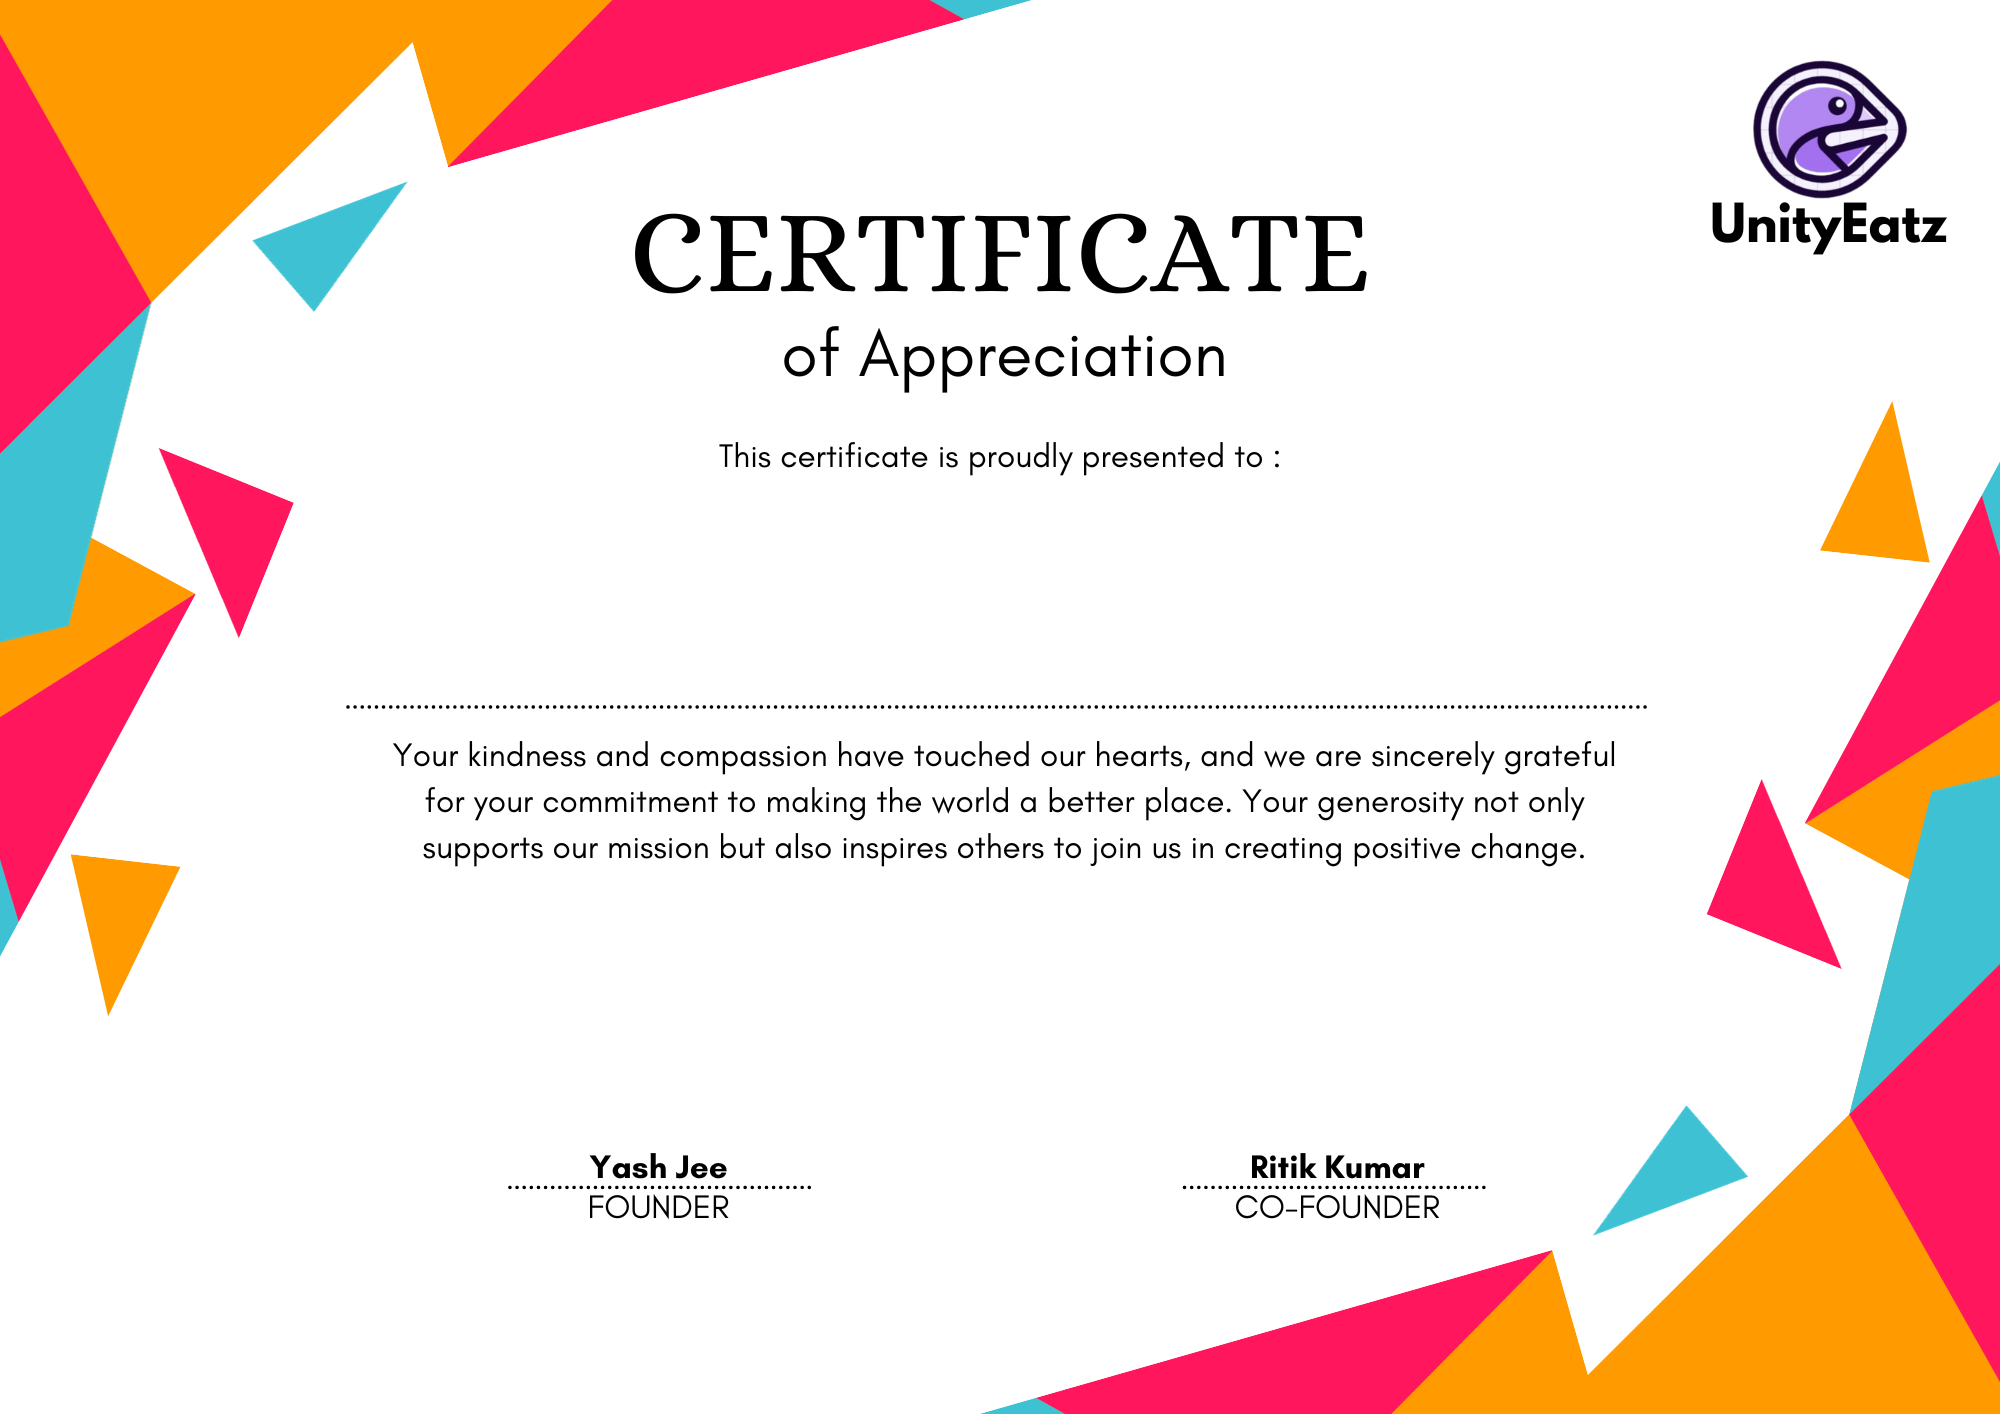 UnityEatz
CERTIFICATE
of Appreciation
This certificate is proudly presented to :
Your kindness and compassion have touched our hearts, and we are sincerely grateful
for your commitment to making the world a better place. Your generosity not only
supports our mission but also inspires others to join us in creating positive change.
Yash Jee
FOUNDER
Ritik Kumar
CO-FOUNDER